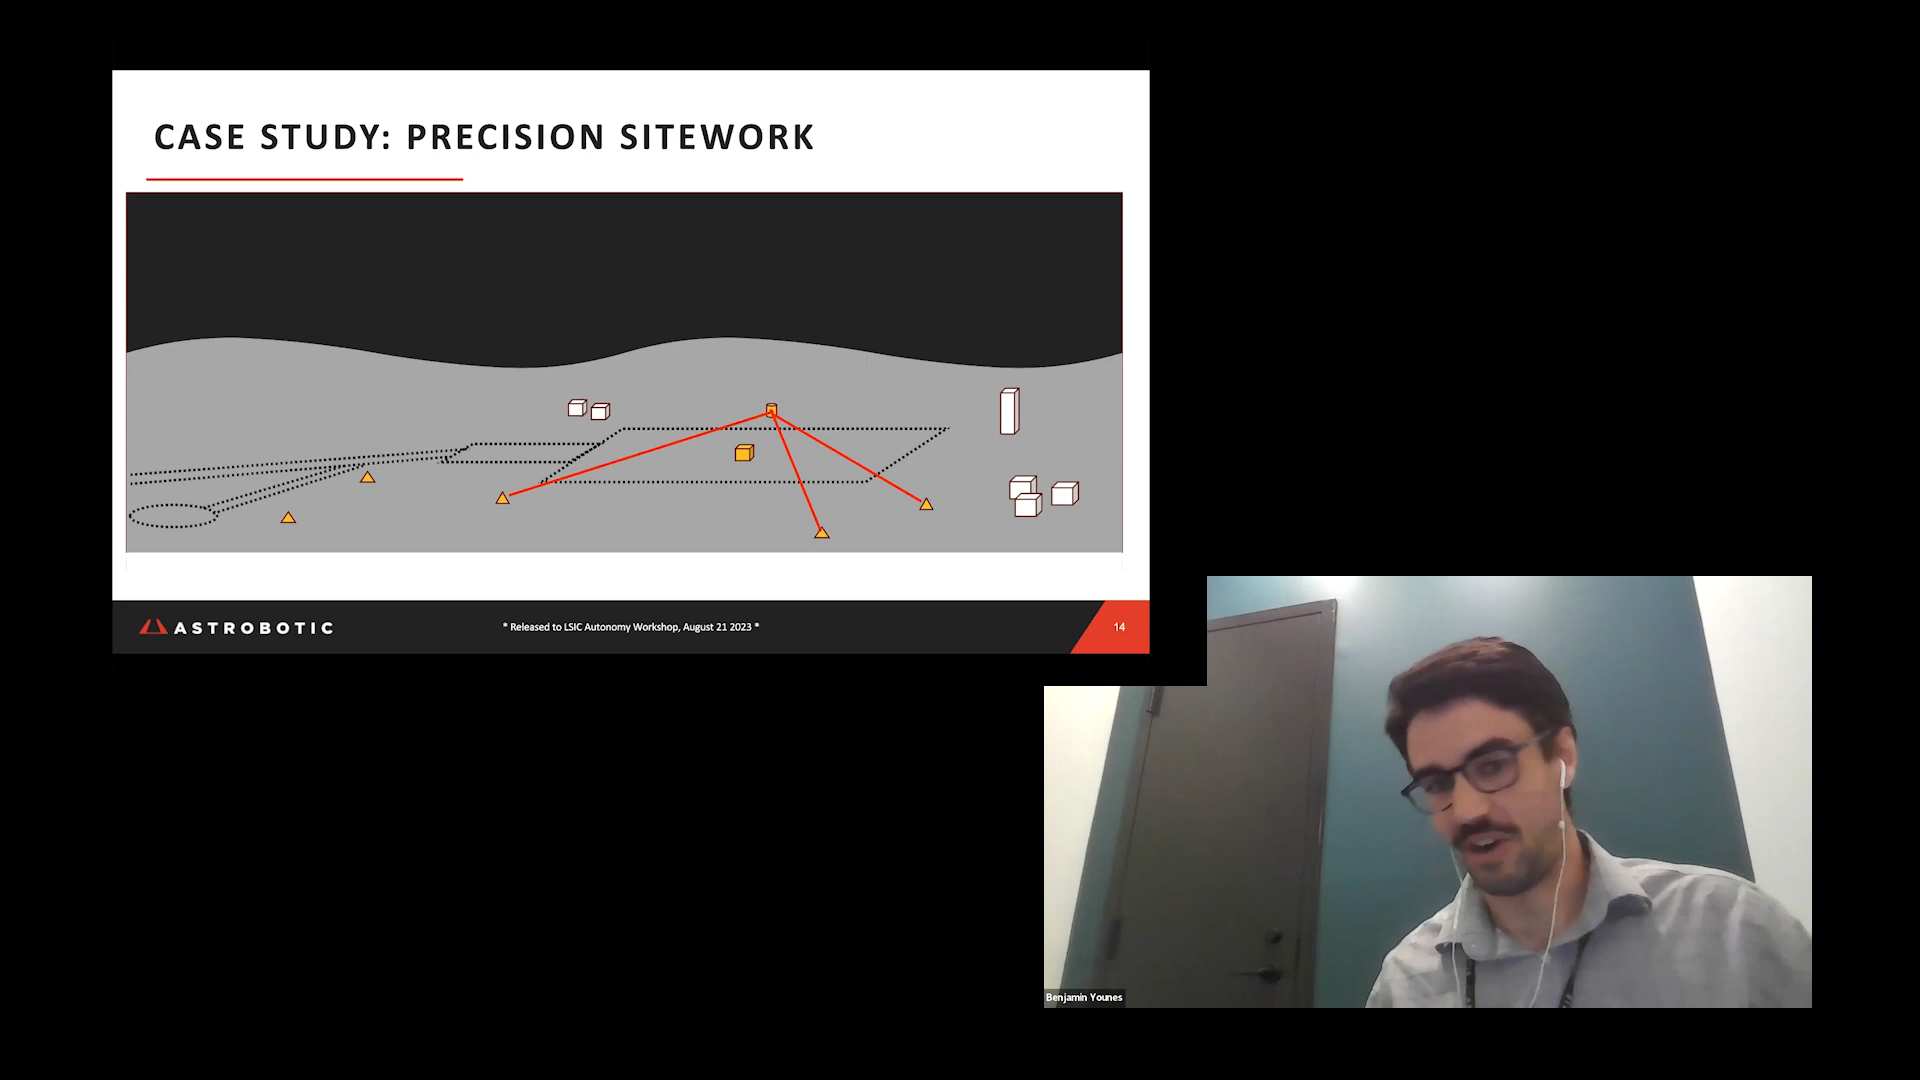 CASE STUDY: PRECISION SITEWORK
ASTROBOTIC
* Released to LSIC Autonomy Workshop, August 21 2023 *
14
Benjamin Younes